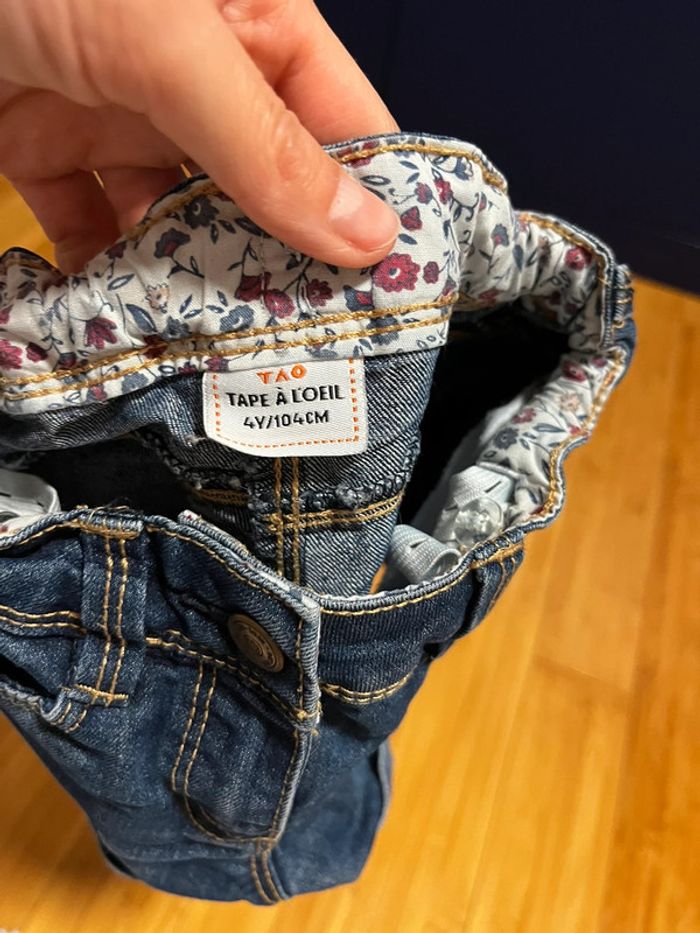 TAO
TAPE À L'OEIL
4Y/104CM